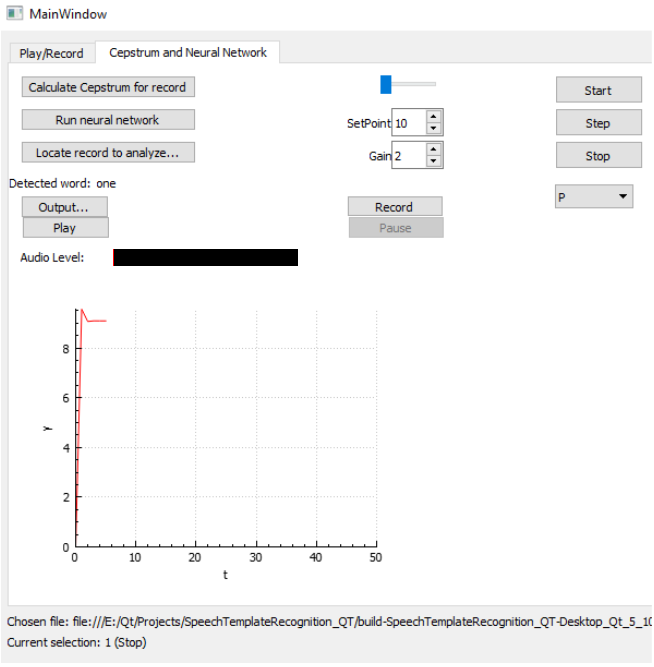 MainWindow
Play/Record Cepstrum and Neural Network
Calculate Cepstrum for record
Start
Run neural network
SetPoint 10
Step
Locate record to analyze...
Gain 2
Stop
Detected word: one
P
Output...
Record
Play
Pause
Audio Level:
8
6
y
4
2
0
0 10 20 30 40 50
t
Chosen file: file:///E:/Qt/Projects/SpeechTemplateRecognition_QT/build-SpeechTemplateRecognition_QT-Desktop_Qt_5_10
Current selection: 1 (Stop)